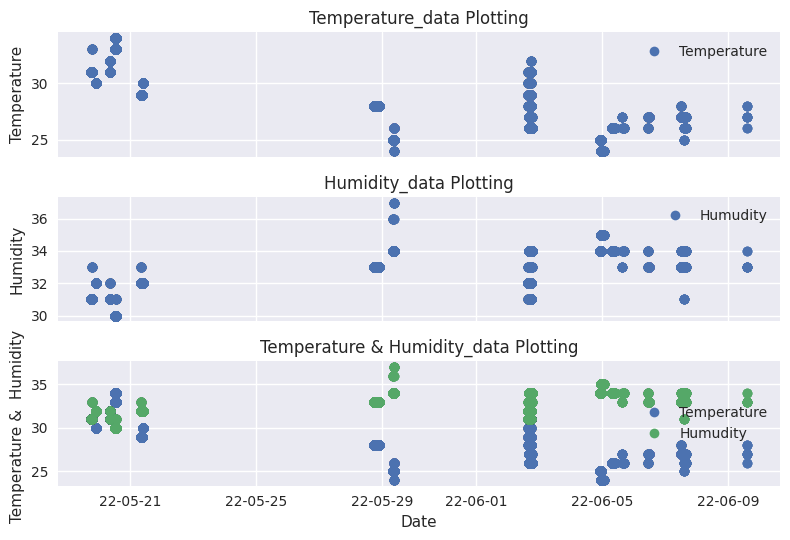 Temperature_data Plotting
Temperature
30
25
Temperature
Humidity_data Plotting
Humidity
36
34
32
30
Humudity
Temperature & Humidity_data Plotting
Temperature &  Humidity
35
30
25
Temperature
Humudity
22-05-21
22-05-25
22-05-29
22-06-01
22-06-05
22-06-09
Date